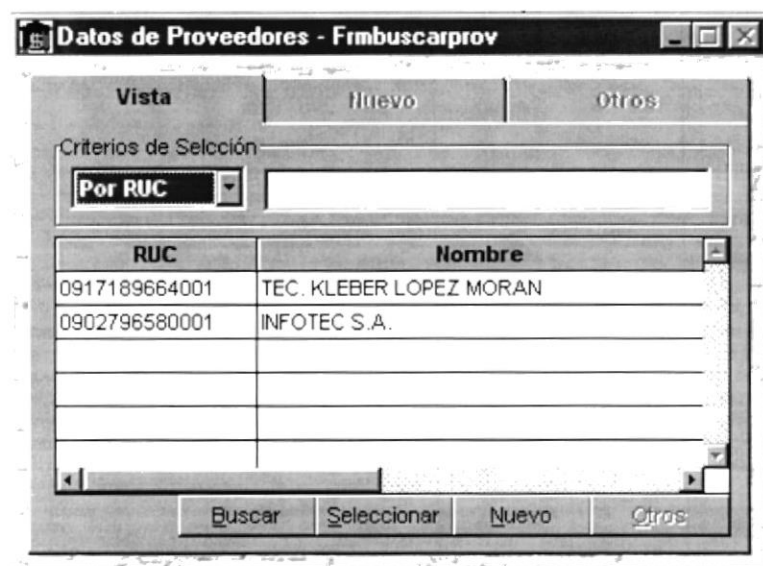 Datos de Proveedores - Frmbuscarprov
Vista Nuevo Otros
Criterios de Selcción
Por RUC
RUC Nombre
0917189664001 TEC. KLEBER LOPEZ MORAN
0902796580001 INFOTEC S.A.
Buscar Seleccionar Nuevo Otros